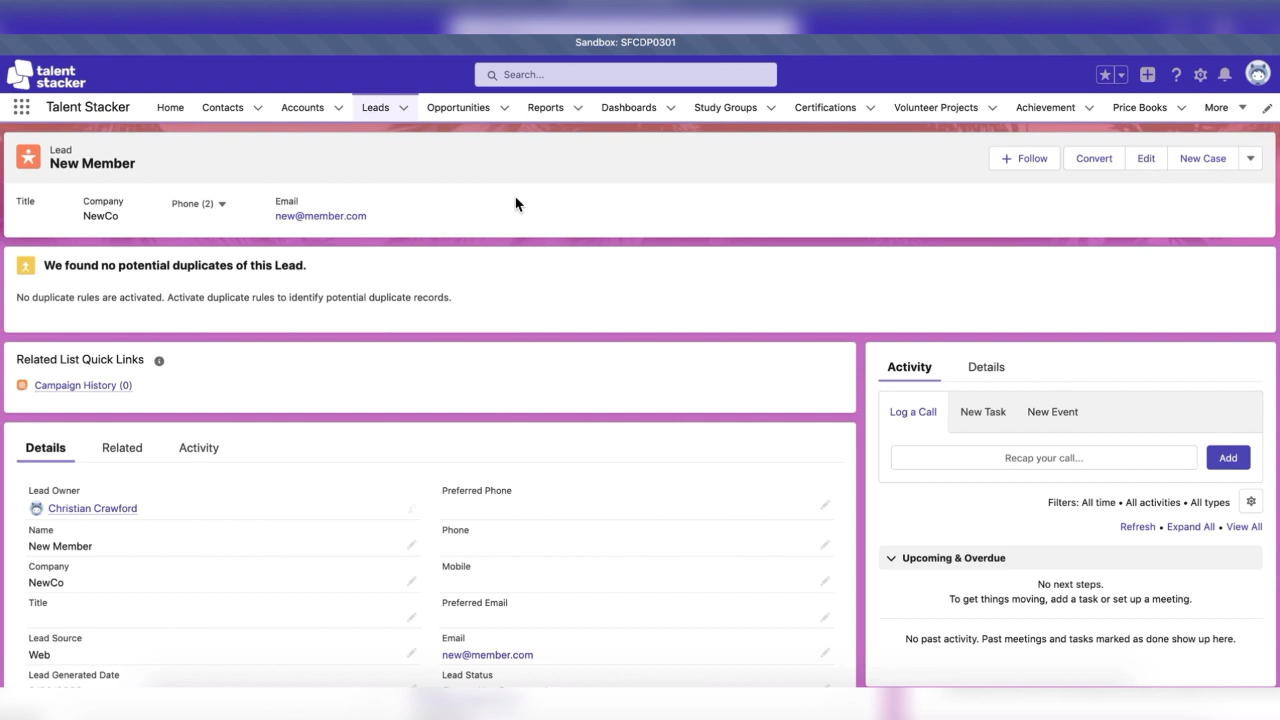 Sandbox: SFCDP0301
talent
stacker
Search...
Talent Stacker
Home
Contacts
Accounts
Leads
Opportunities
Reports
Dashboards
Study Groups
Certifications
Volunteer Projects
Achievement
Price Books
More
Lead
New Member
Follow
Convert
Edit
New Case
Title
Company
NewCo
Phone (2)
Email
new@member.com
We found no potential duplicates of this Lead.
No duplicate rules are activated. Activate duplicate rules to identify potential duplicate records.
Related List Quick Links
Campaign History (0)
Details
Related
Activity
Lead Owner
Christian Crawford
Name
New Member
Company
NewCo
Title
Lead Source
Web
Lead Generated Date
Preferred Phone
Phone
Mobile
Preferred Email
Email
new@member.com
Lead Status
Activity
Details
Log a Call
New Task
New Event
Recap your call...
Add
Filters: All time • All activities • All types
Refresh • Expand All • View All
Upcoming & Overdue
No next steps.
To get things moving, add a task or set up a meeting.
No past activity. Past meetings and tasks marked as done show up here.